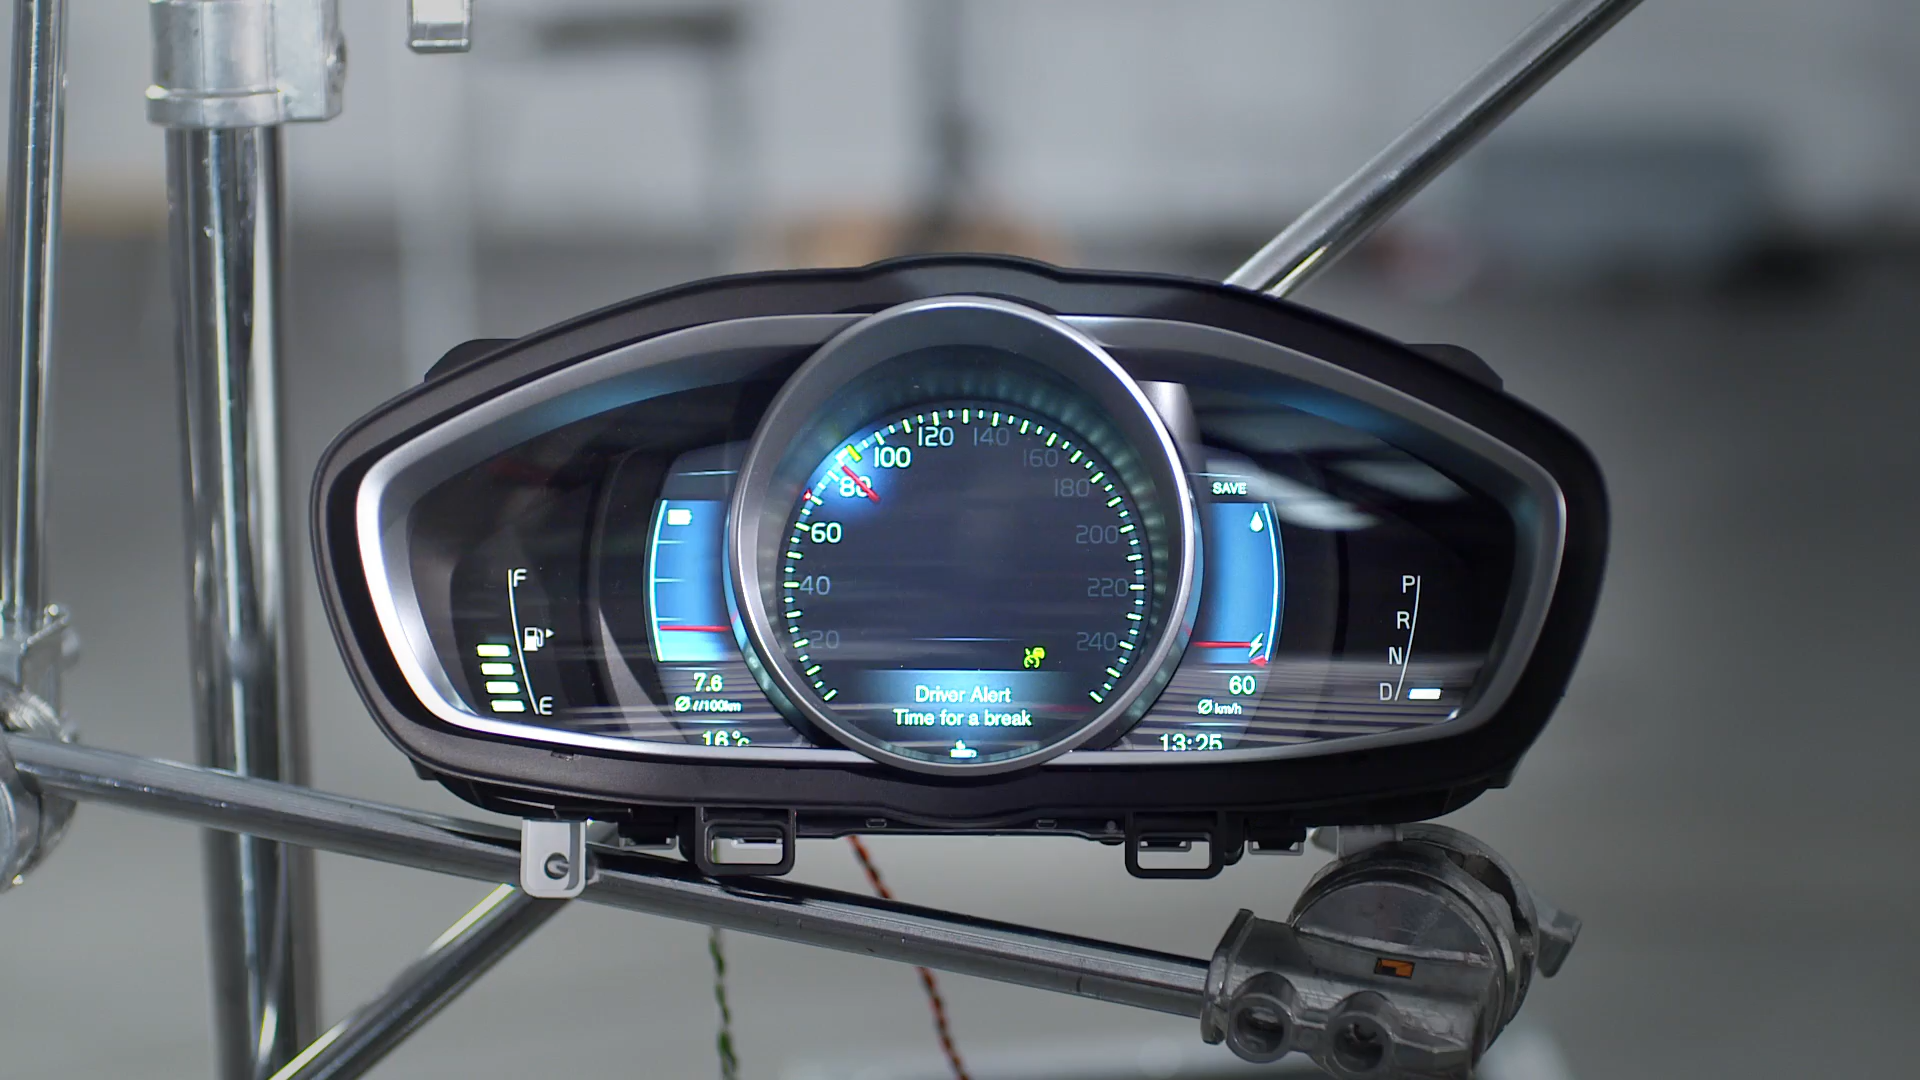 120
140
100
160
80
180
SAVE
60
200
F
40
220
P
R
20
240
N
7.6
Driver Alert
60
D
E
Ø l/100km
Time for a break
Ø km/h
16°c
13:25